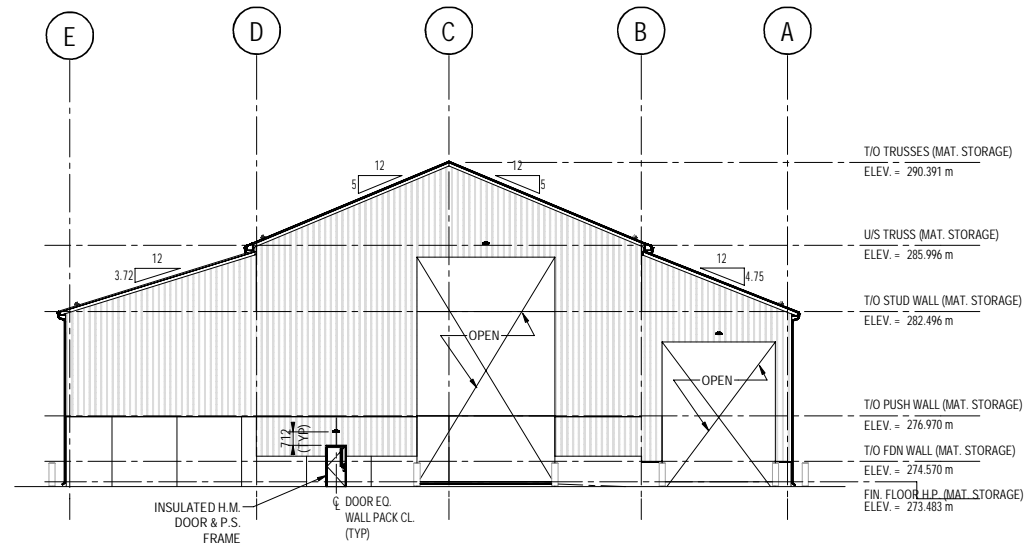 E
D
C
B
A
12
5
12
5
T/O TRUSSES (MAT. STORAGE)
ELEV. = 290.391 m
U/S TRUSS (MAT. STORAGE)
ELEV. = 285.996 m
12
3.72
12
4.75
T/O STUD WALL (MAT. STORAGE)
ELEV. = 282.496 m
OPEN
OPEN
T/O PUSH WALL (MAT. STORAGE)
ELEV. = 276.970 m
712
(TYP)
T/O FDN WALL (MAT. STORAGE)
ELEV. = 274.570 m
FIN. FLOOR H.P. (MAT. STORAGE)
ELEV. = 273.483 m
INSULATED H.M.
DOOR & P.S.
FRAME
℄ DOOR EQ.
WALL PACK CL.
(TYP)